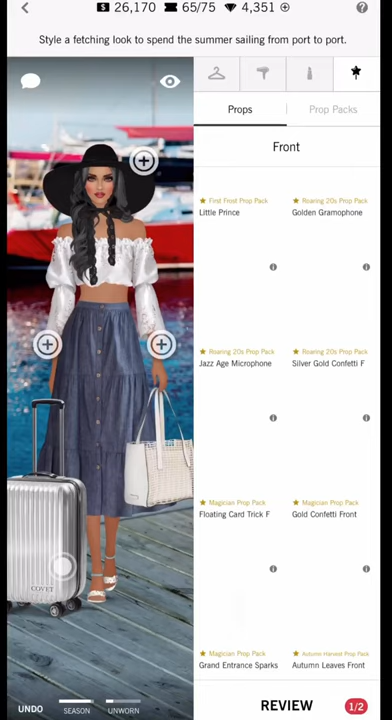 26,170 65/75 4,351
Style a fetching look to spend the summer sailing from port to port.
Props Prop Packs
Front
First Frost Prop Pack
Little Prince
Roaring 20s Prop Pack
Golden Gramophone
Roaring 20s Prop Pack
Jazz Age Microphone
Roaring 20s Prop Pack
Silver Gold Confetti F
Magician Prop Pack
Floating Card Trick F
Magician Prop Pack
Gold Confetti Front
Magician Prop Pack
Grand Entrance Sparks
Autumn Harvest Prop Pack
Autumn Leaves Front
COVET
UNDO SEASON UNWORN
REVIEW 1/2